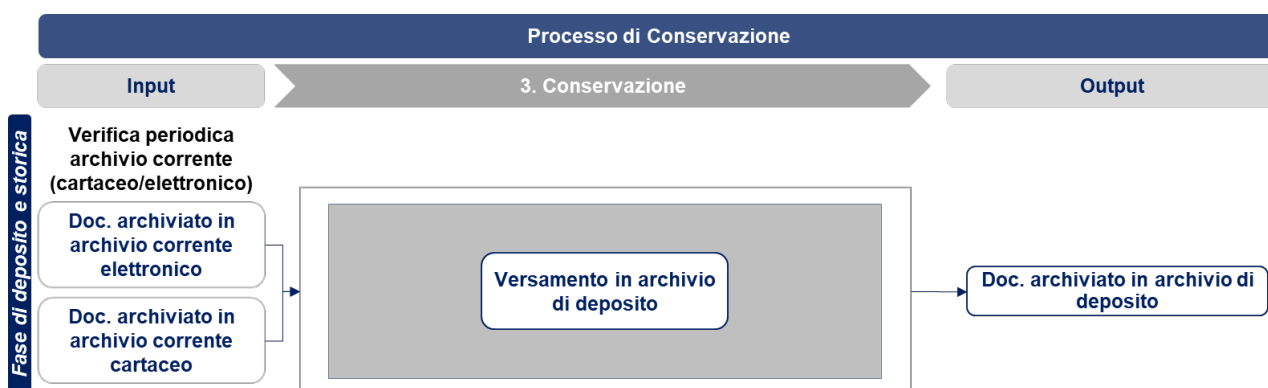 Processo di Conservazione
Input
3. Conservazione
Output
Fase di deposito e storica
Verifica periodica
archivio corrente
(cartaceo/elettronico)
Doc. archiviato in
archivio corrente
elettronico
Doc. archiviato in
archivio corrente
cartaceo
Versamento in archivio
di deposito
Doc. archiviato in archivio di
deposito